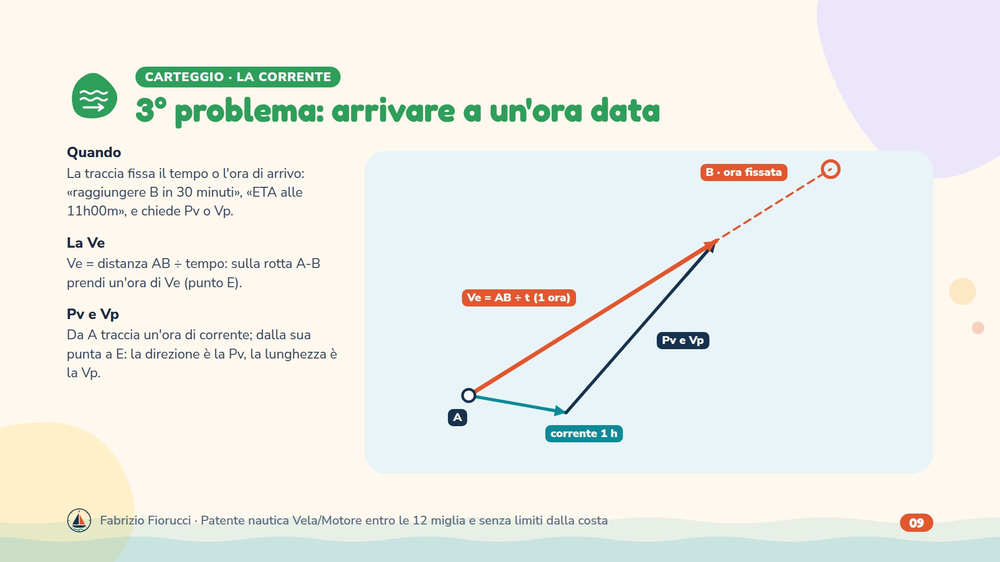 CARTEGGIO · LA CORRENTE
3° problema: arrivare a un'ora data
Quando
La traccia fissa il tempo o l'ora di arrivo:
«raggiungere B in 30 minuti», «ETA alle
11h00m», e chiede Pv o Vp.
La Ve
Ve = distanza AB ÷ tempo: sulla rotta A-B
prendi un'ora di Ve (punto E).
Pv e Vp
Da A traccia un'ora di corrente; dalla sua
punta a E: la direzione è la Pv, la lunghezza è
la Vp.
B · ora fissata
Ve = AB ÷ t (1 ora)
Pv e Vp
A
corrente 1 h
Fabrizio Fiorucci · Patente nautica Vela/Motore entro le 12 miglia e senza limiti dalla costa
09